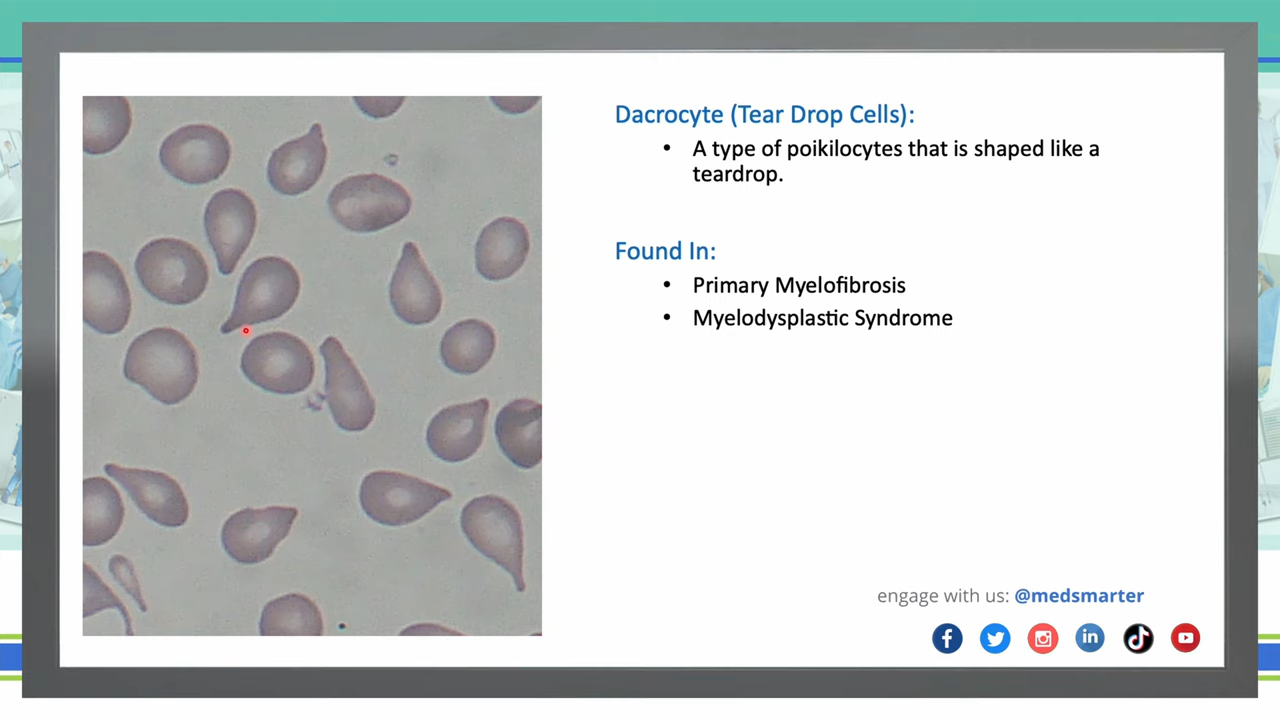 Dacrocyte (Tear Drop Cells):
• A type of poikilocytes that is shaped like a
teardrop.
Found In:
• Primary Myelofibrosis
• Myelodysplastic Syndrome
engage with us: @medsmarter